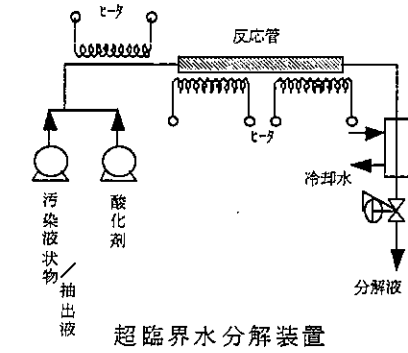 ヒータ
反応管
ヒータ
冷却水
汚染液状物／抽出液
酸化剤
分解液
超臨界水分解装置